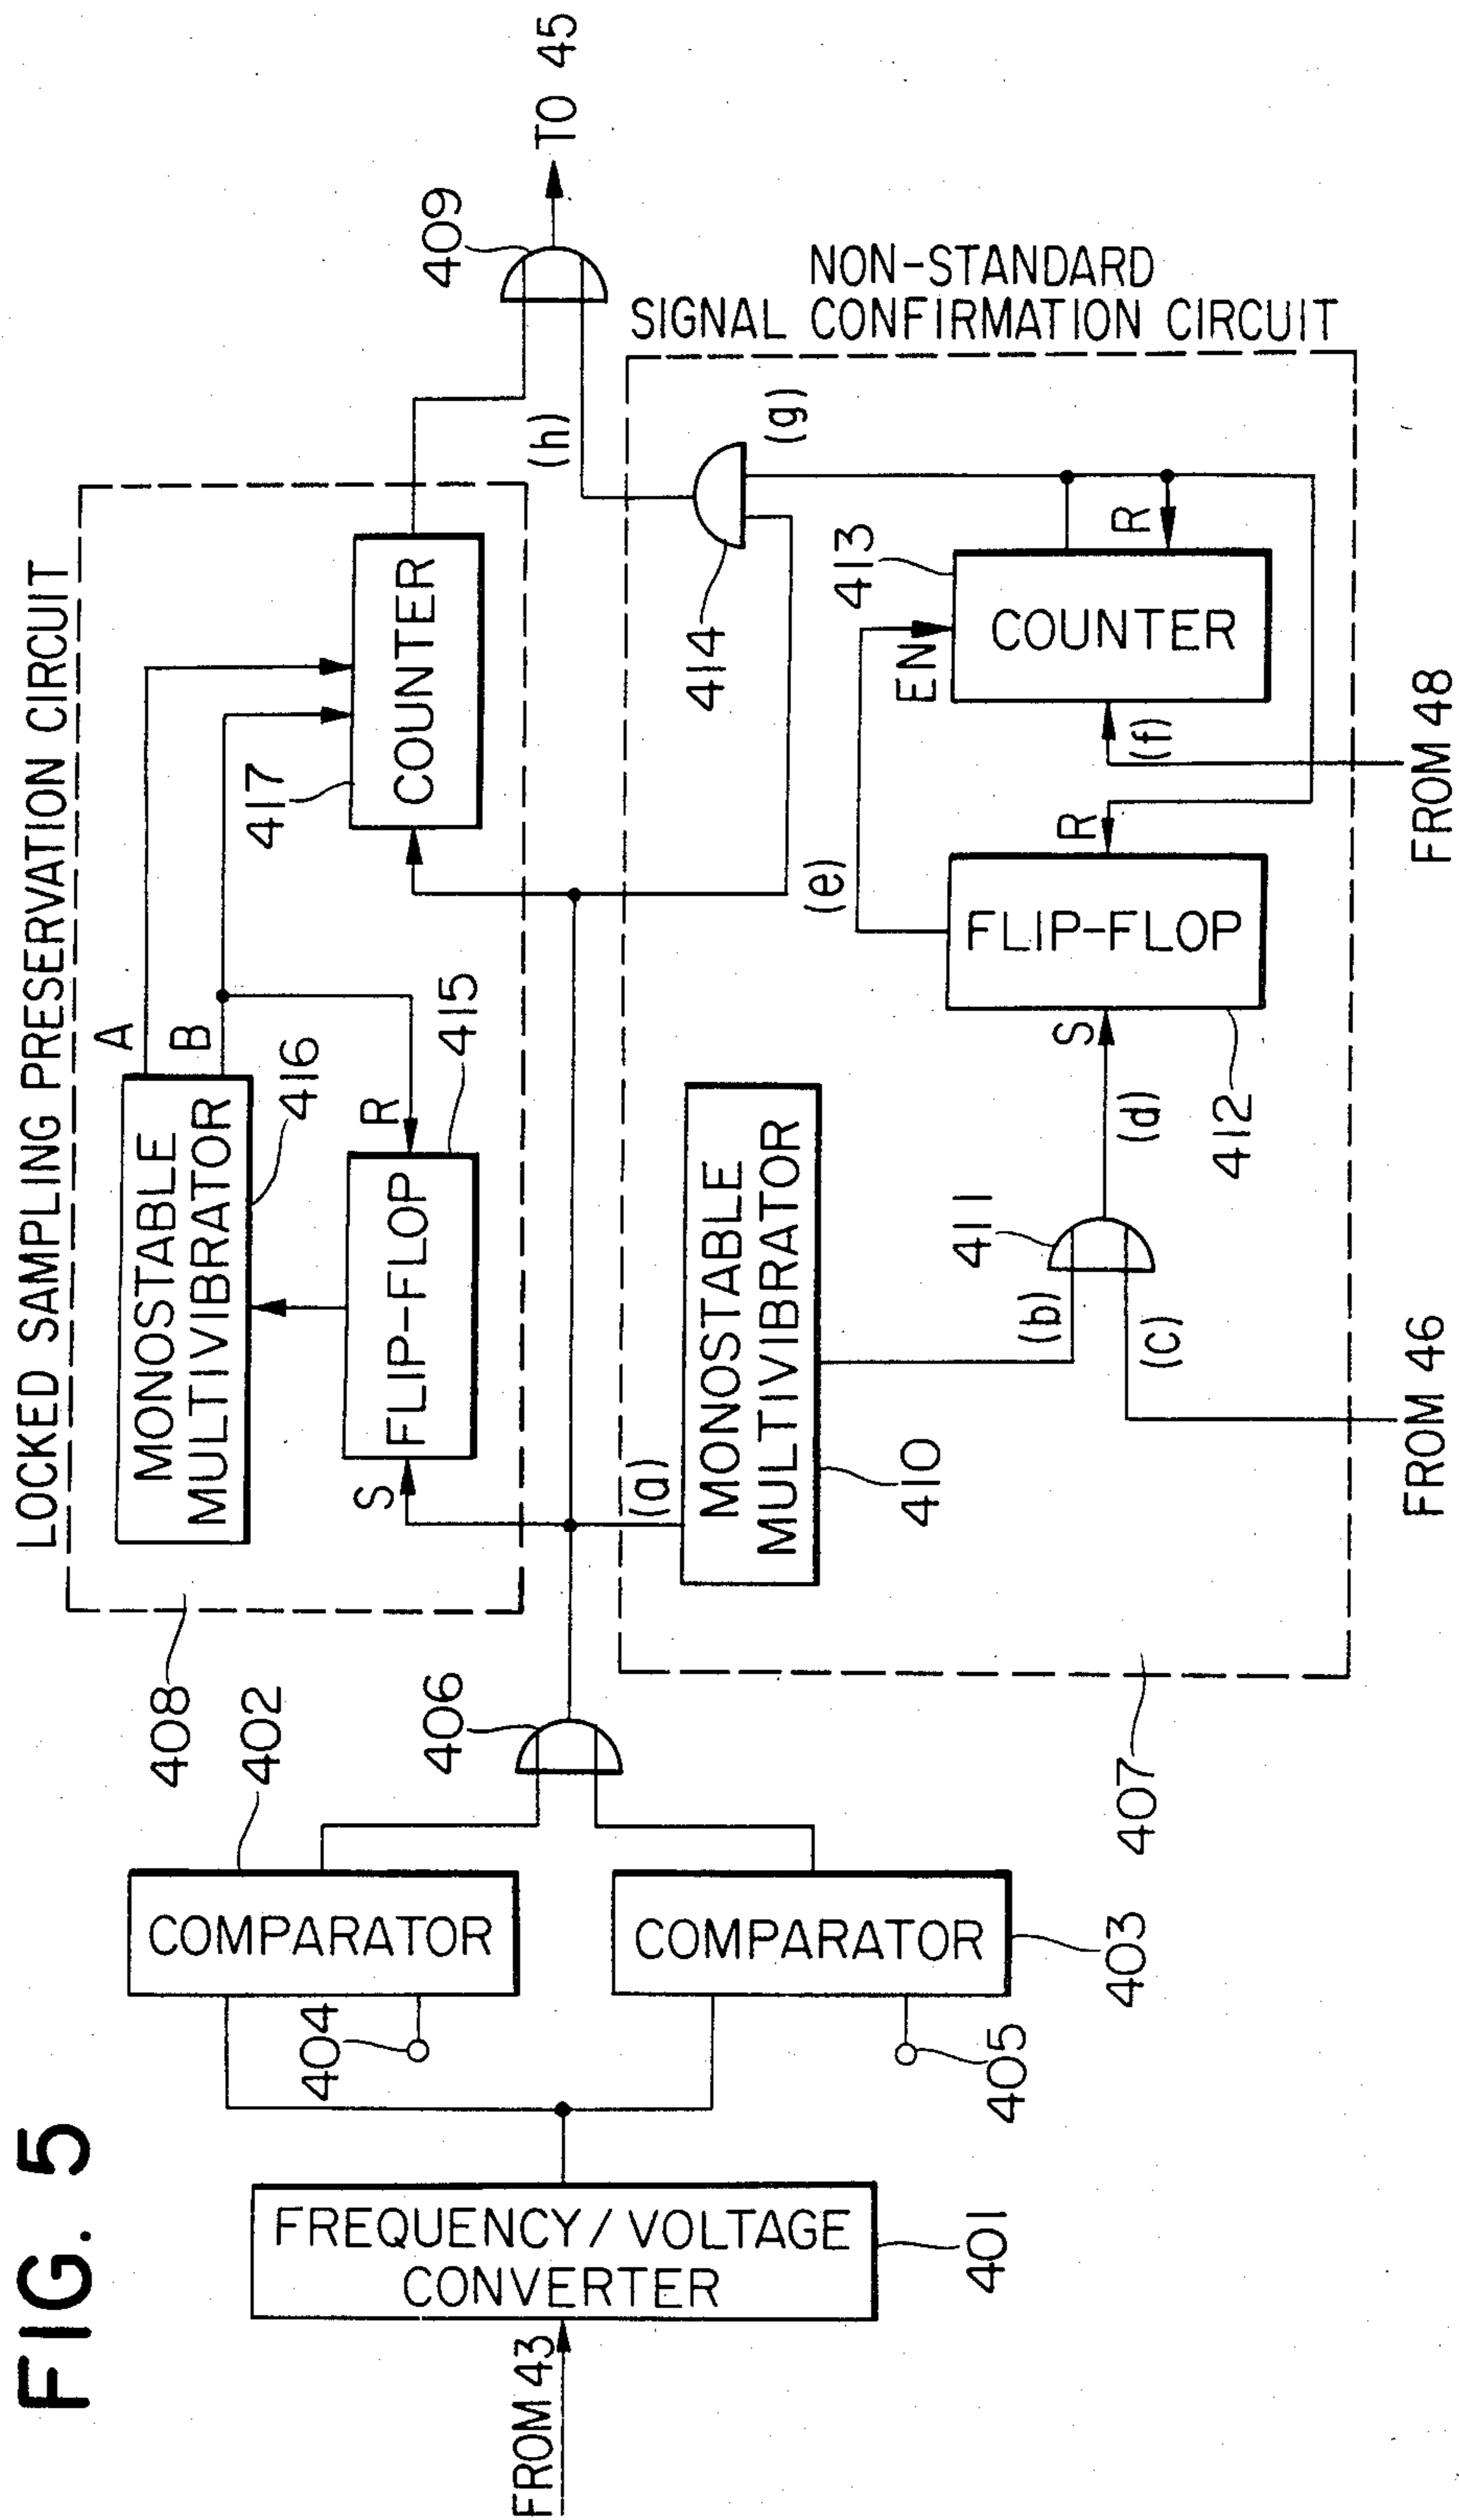 FIG. 5
FROM 43
FREQUENCY/VOLTAGE
CONVERTER
401
COMPARATOR
402
404
COMPARATOR
403
405
406
LOCKED SAMPLING PRESERVATION CIRCUIT
408
MONOSTABLE
MULTIVIBRATOR
416
A
B
S
FLIP-FLOP
R
415
COUNTER
417
(a)
MONOSTABLE
MULTIVIBRATOR
410
(b)
(c)
411
FROM 46
(d)
S
FLIP-FLOP
R
412
(e)
EN
COUNTER
413
R
(f)
FROM 48
414
(g)
(h)
409
TO 45
NON-STANDARD
SIGNAL CONFIRMATION CIRCUIT
407